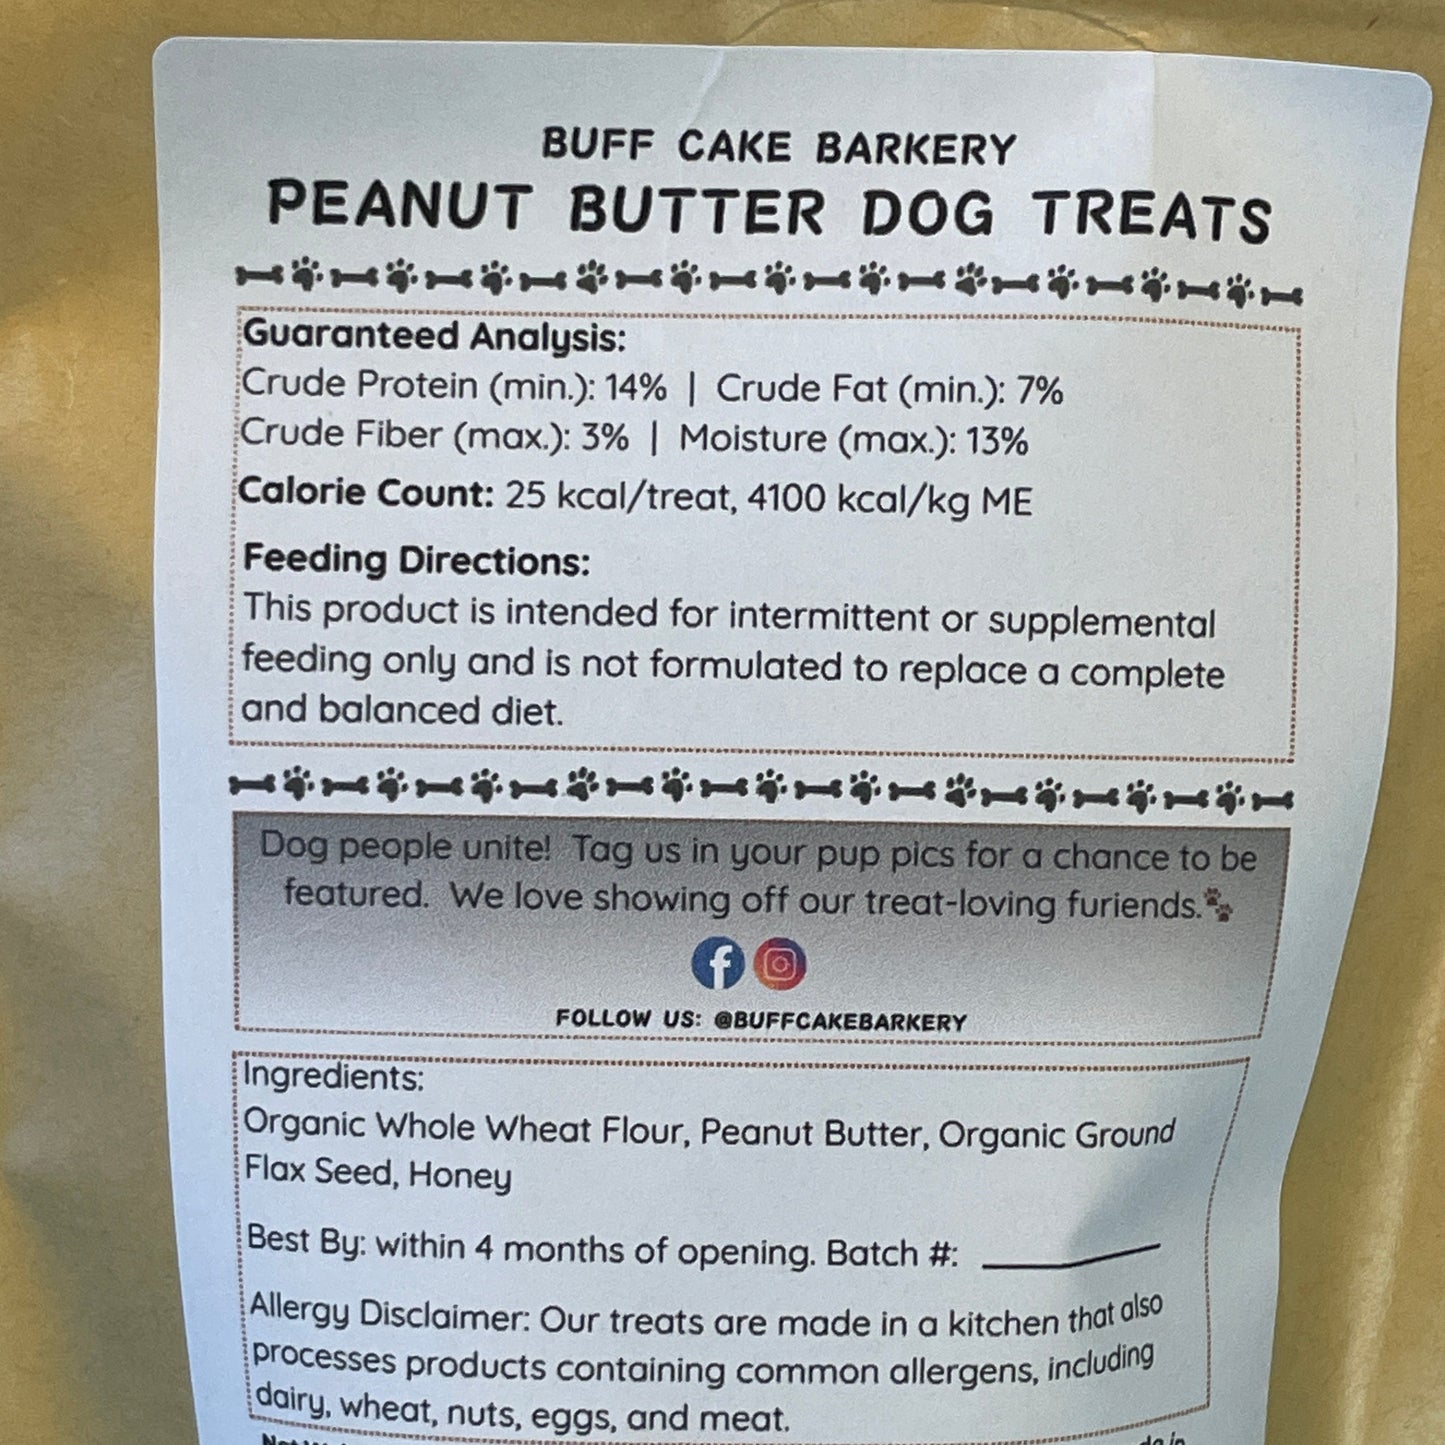 BUFF CAKE BARKERY
PEANUT BUTTER DOG TREATS
Guaranteed Analysis:
Crude Protein (min.): 14% | Crude Fat (min.): 7%
Crude Fiber (max.): 3% | Moisture (max.): 13%
Calorie Count: 25 kcal/treat, 4100 kcal/kg ME
Feeding Directions:
This product is intended for intermittent or supplemental
feeding only and is not formulated to replace a complete
and balanced diet.
Dog people unite! Tag us in your pup pics for a chance to be
featured. We love showing off our treat-loving furiends.
FOLLOW US: @BUFFCAKEBARKERY
Ingredients:
Organic Whole Wheat Flour, Peanut Butter, Organic Ground
Flax Seed, Honey
Best By: within 4 months of opening. Batch #:
Allergy Disclaimer: Our treats are made in a kitchen that also
processes products containing common allergens, including
dairy, wheat, nuts, eggs, and meat.